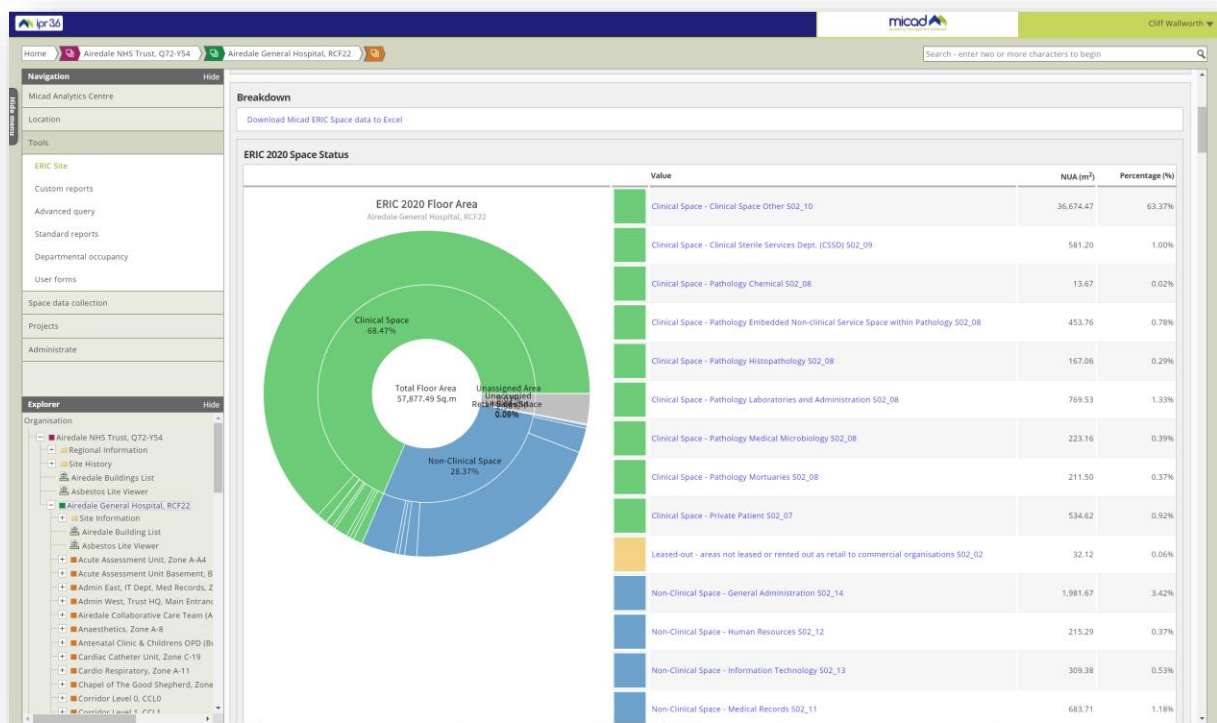 ipr36
micad
Cliff Wallworth
Home
Airedale NHS Trust, Q72-Y54
Airedale General Hospital, RCF22
Search - enter two or more characters to begin
Hide menu
Navigation Hide
Micad Analytics Centre
Location
Tools
ERIC Site
Custom reports
Advanced query
Standard reports
Departmental occupancy
User forms
Space data collection
Projects
Administrate
Explorer Hide
Organisation
Airedale NHS Trust, Q72-Y54
Regional Information
Site History
Airedale Buildings List
Asbestos Lite Viewer
Airedale General Hospital, RCF22
Site Information
Airedale Building List
Asbestos Lite Viewer
Acute Assessment Unit, Zone A-A4
Acute Assessment Unit Basement, B
Admin East, IT Dept, Med Records, Z
Admin West, Trust HQ, Main Entranc
Airedale Collaborative Care Team (A
Anaesthetics, Zone A-8
Antenatal Clinic & Childrens OPD (Bu
Cardiac Catheter Unit, Zone C-19
Cardio Respiratory, Zone A-11
Chapel of The Good Shepherd, Zone
Corridor Level 0, CCL0
Corridor Level 1, CCL1
Breakdown
Download Micad ERIC Space data to Excel
ERIC 2020 Space Status
ERIC 2020 Floor Area
Airedale General Hospital, RCF22
Clinical Space
68.47%
Total Floor Area
57,877.49 Sq.m
Unassigned Area
Unoccupied
0.09%
Non-Clinical Space
28.37%
Value NUA (m²) Percentage (%)
Clinical Space - Clinical Space Other S02_10 36,674.47 63.37%
Clinical Space - Clinical Sterile Services Dept. (CSSD) S02_09 581.20 1.00%
Clinical Space - Pathology Chemical S02_08 13.67 0.02%
Clinical Space - Pathology Embedded Non-clinical Service Space within Pathology S02_08 453.76 0.78%
Clinical Space - Pathology Histopathology S02_08 167.06 0.29%
Clinical Space - Pathology Laboratories and Administration S02_08 769.53 1.33%
Clinical Space - Pathology Medical Microbiology S02_08 223.16 0.39%
Clinical Space - Pathology Mortuaries S02_08 211.50 0.37%
Clinical Space - Private Patient S02_07 534.62 0.92%
Leased-out - areas not leased or rented out as retail to commercial organisations S02_02 32.12 0.06%
Non-Clinical Space - General Administration S02_14 1,981.67 3.42%
Non-Clinical Space - Human Resources S02_12 215.29 0.37%
Non-Clinical Space - Information Technology S02_13 309.38 0.53%
Non-Clinical Space - Medical Records S02_11 683.71 1.18%